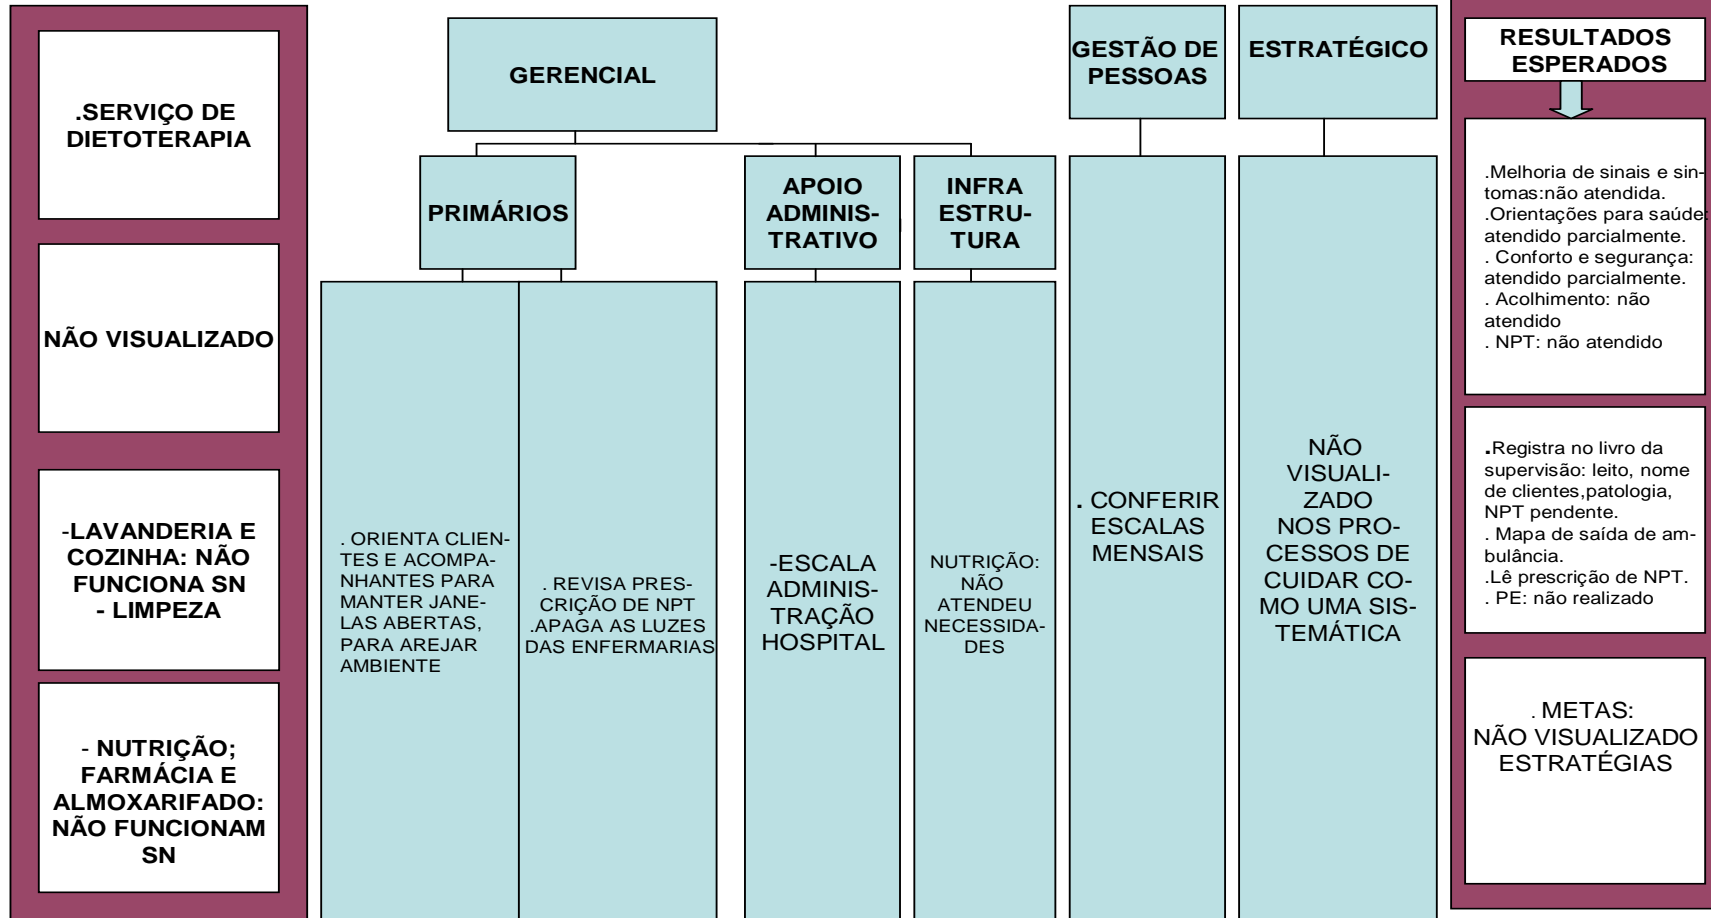 .SERVIÇO DE
DIETOTERAPIA
NÃO VISUALIZADO
-LAVANDERIA E
COZINHA: NÃO
FUNCIONA SN
- LIMPEZA
- NUTRIÇÃO;
FARMÁCIA E
ALMOXARIFADO:
NÃO FUNCIONAM
SN
GERENCIAL
PRIMÁRIOS
. ORIENTA CLIEN-
TES E ACOMPA-
NHANTES PARA
MANTER JANE-
LAS ABERTAS,
PARA AREJAR
AMBIENTE
. REVISA PRES-
CRIÇÃO DE NPT
.APAGA AS LUZES
DAS ENFERMARIAS
APOIO
ADMINIS-
TRATIVO
-ESCALA
ADMINIS-
TRAÇÃO
HOSPITAL
INFRA
ESTRU-
TURA
NUTRIÇÃO:
NÃO
ATENDEU
NECESSIDA-
DES
GESTÃO DE
PESSOAS
. CONFERIR
ESCALAS
MENSAIS
ESTRATÉGICO
NÃO
VISUALI-
ZADO
NOS PRO-
CESSOS DE
CUIDAR CO-
MO UMA SIS-
TEMÁTICA
RESULTADOS
ESPERADOS
.Melhoria de sinais e sin-
tomas:não atendida.
.Orientações para saúde:
atendido parcialmente.
. Conforto e segurança:
atendido parcialmente.
. Acolhimento: não
atendido
. NPT: não atendido
.Registra no livro da
supervisão: leito, nome
de clientes,patologia,
NPT pendente.
. Mapa de saída de am-
bulância.
.Lê prescrição de NPT.
. PE: não realizado
. METAS:
NÃO VISUALIZADO
ESTRATÉGIAS